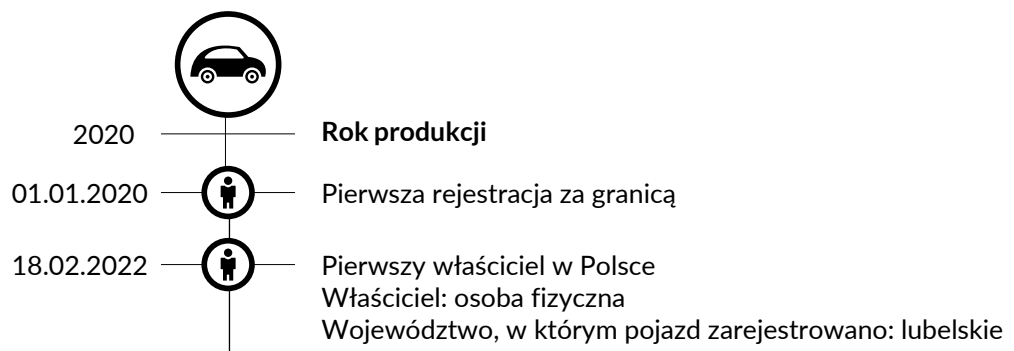 2020 Rok produkcji
01.01.2020 Pierwsza rejestracja za granicą
18.02.2022 Pierwszy właściciel w Polsce
Właściciel: osoba fizyczna
Województwo, w którym pojazd zarejestrowano: lubelskie